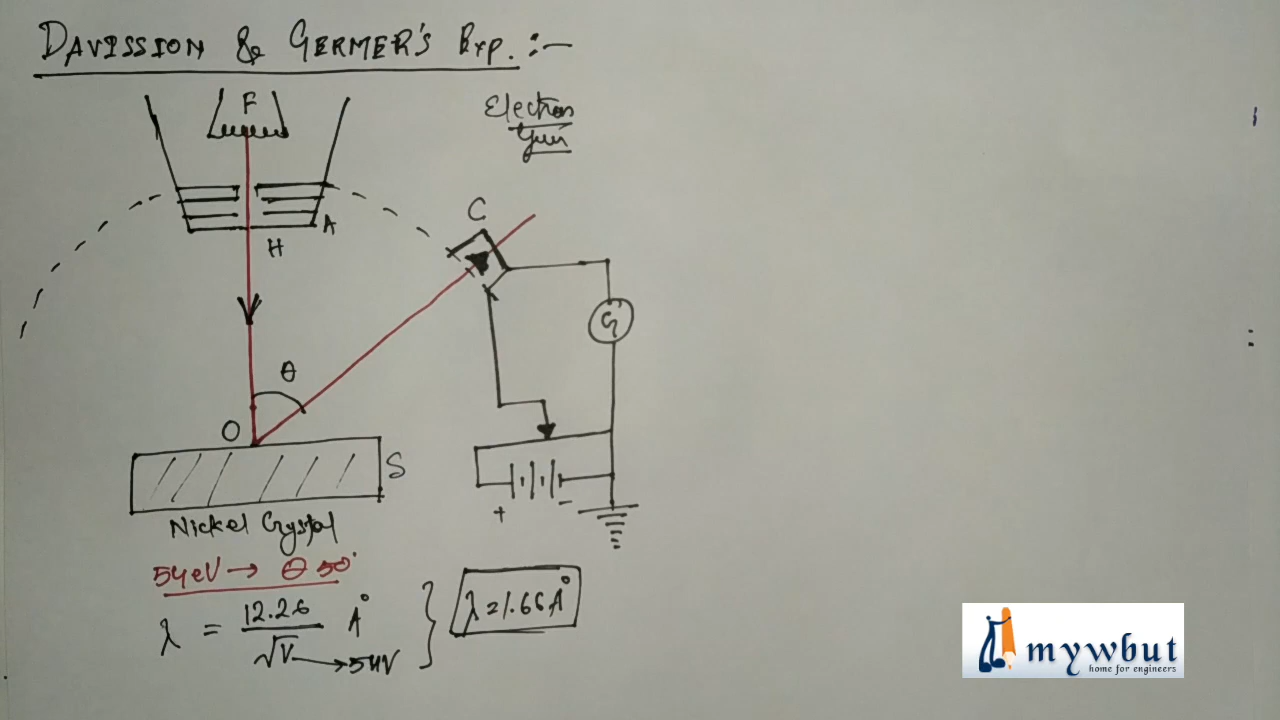 DAVISSION & GERMER'S Exp. :-
F
Electron
Gun
C
A
H
G
θ
O
S
+ -
Nickel Crystal
54eV → θ 50°
λ = 12.26 / √V A° } λ = 1.66 A°
→ 54V
mywbut
home for engineers